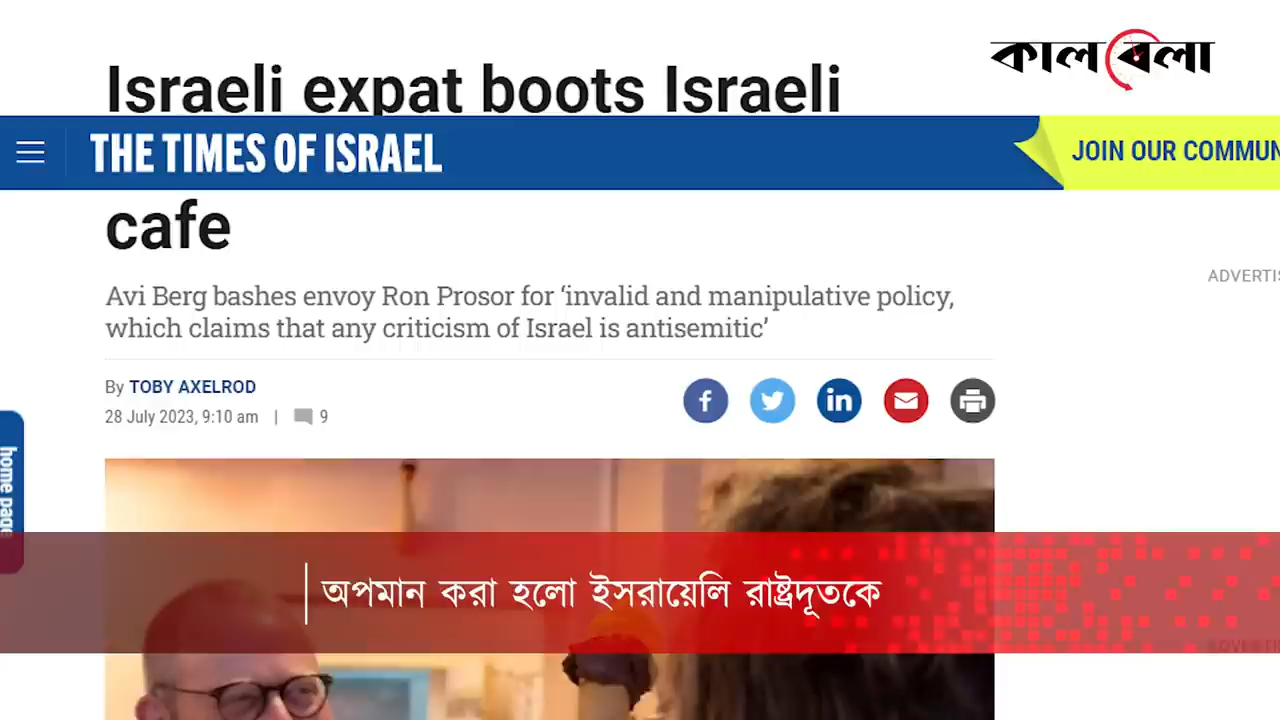 কালবেলা
Israeli expat boots Israeli
THE TIMES OF ISRAEL
JOIN OUR COMMUN
cafe
ADVERTIS
Avi Berg bashes envoy Ron Prosor for ‘invalid and manipulative policy,
which claims that any criticism of Israel is antisemitic’
By TOBY AXELROD
28 July 2023, 9:10 am | 9
home page
অপমান করা হলো ইসরায়েলি রাষ্ট্রদূতকে